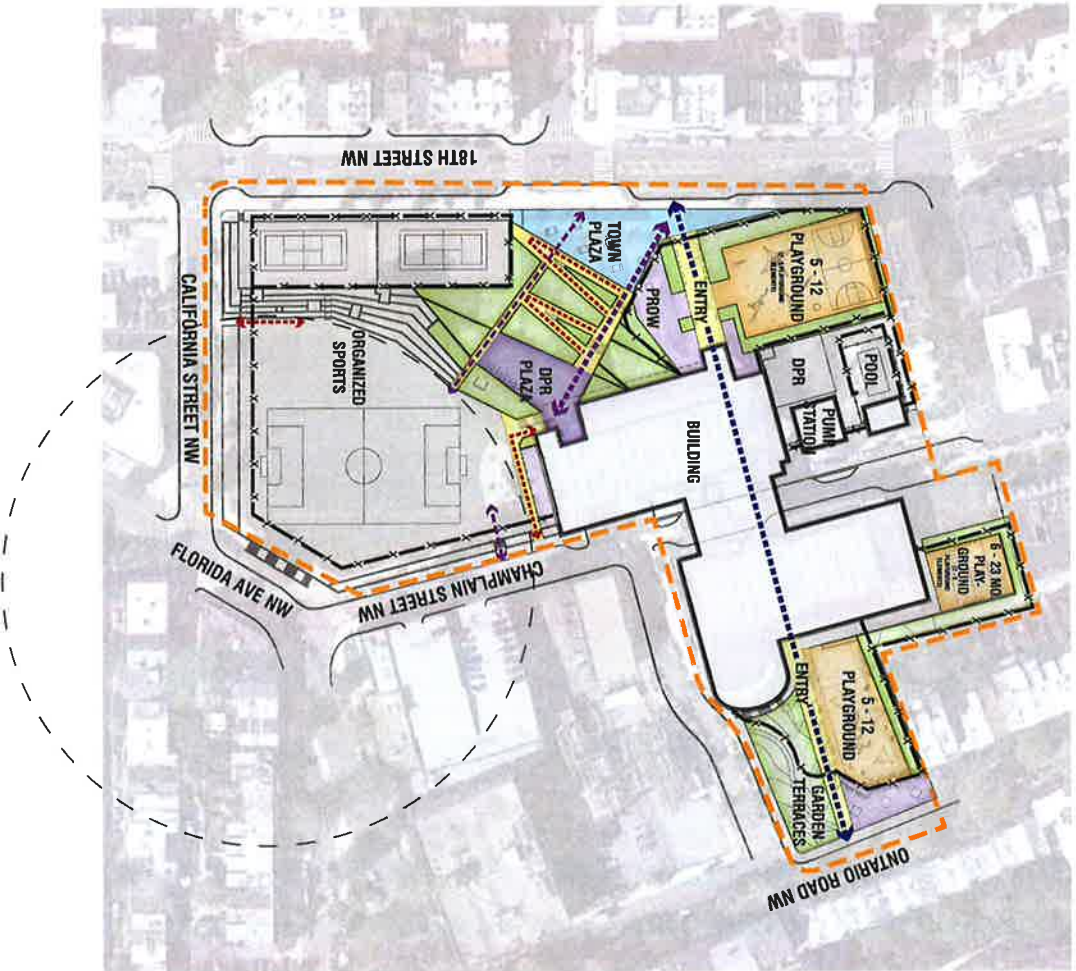 18TH STREET NW
CALIFORNIA STREET NW
FLORIDA AVE NW
CHAMPLAIN STREET NW
ONTARIO ROAD NW
TOWN
PLAZA
PROW
ENTRY
5 - 12
PLAYGROUND
DPR
POOL
PUMP
STATION
ORGANIZED
SPORTS
DPR
PLAZA
BUILDING
6 - 23 MO
PLAY-
GROUND
ENTRY
5 - 12
PLAYGROUND
GARDEN
TERRACES